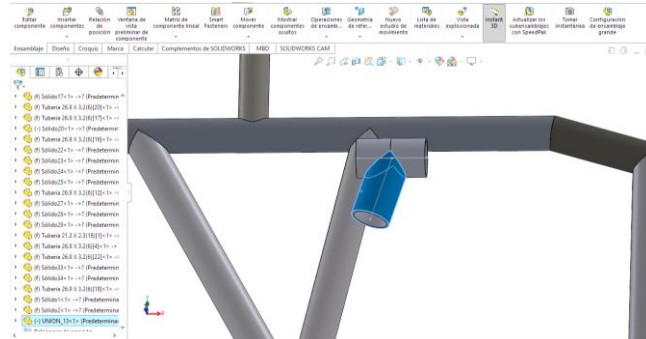 Editar componente
Insertar componentes
Relación de posición
Ventana de vista preliminar de componente
Matriz de componente lineal
Smart Fasteners
Mover componente
Mostrar componentes ocultos
Operaciones de ensamb...
Geometría de refer...
Nuevo estudio de movimiento
Lista de materiales
Vista explosionada
Instant 3D
Actualizar los subensamblajes con SpeedPak
Tomar instantánea
Configuración de ensamblaje grande
Ensamblaje Diseño Croquis Marca Calcular Complementos de SOLIDWORKS MBD SOLIDWORKS CAM
(f) Sólido17<1> ->? (Predetermin
(f) Tubería 26.9 X 3.2(6)[20]<1> ->
(f) Tubería 26.9 X 3.2(6)[17]<1> ->
(-) Sólido20<1> ->? (Predetermir
(f) Tubería 26.9 X 3.2(6)[16]<1> ->
(f) Sólido22<1> ->? (Predetermin
(f) Sólido23<1> ->? (Predetermin
(f) Sólido24<1> ->? (Predetermin
(f) Sólido25<1> ->? (Predetermin
(f) Tubería 26.9 X 3.2(6)[12]<1> ->
(f) Sólido27<1> ->? (Predetermin
(f) Sólido28<1> ->? (Predetermin
(f) Sólido29<1> ->? (Predetermin
(f) Tubería 21.3 X 2.3(18)[1]<1> ->
(f) Tubería 26.9 X 3.2(6)[4]<1> ->
(f) Tubería 26.9 X 3.2(6)[22]<1> ->
(f) Sólido33<1> ->? (Predetermin
(f) Sólido34<1> ->? (Predetermin
(f) Tubería 26.9 X 3.2(6)[18]<1> ->
(f) Sólido1<1> ->? (Predetermina
(f) Sólido2<1> ->? (Predetermina
(-) UNION_13<1> (Predeterminad